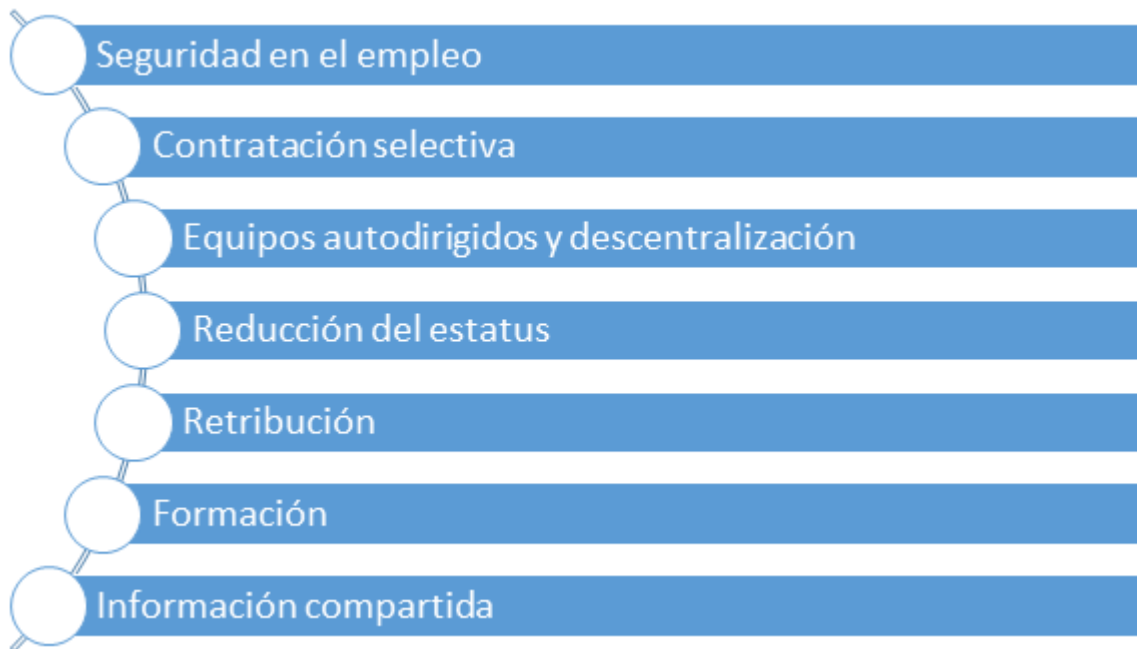 Seguridad en el empleo
Contratación selectiva
Equipos autodirigidos y descentralización
Reducción del estatus
Retribución
Formación
Información compartida